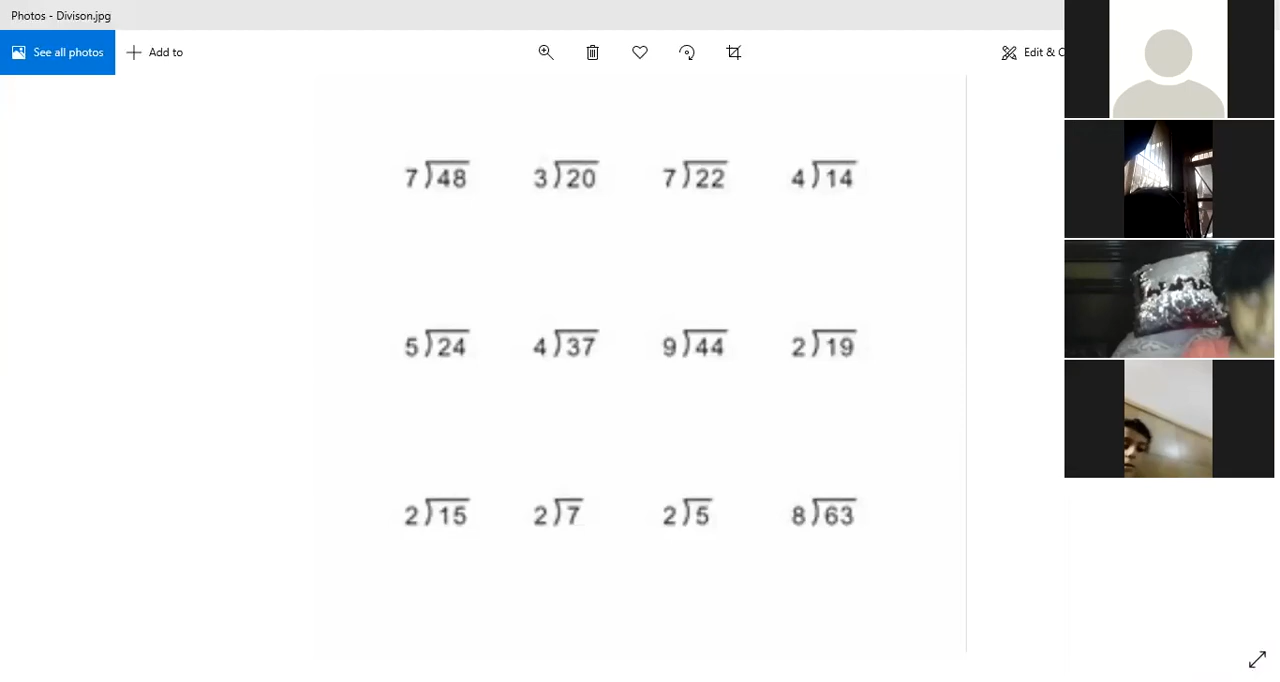 Photos - Divison.jpg
See all photos
Add to
Edit & C
7)48 3)20 7)22 4)14
5)24 4)37 9)44 2)19
2)15 2)7 2)5 8)63